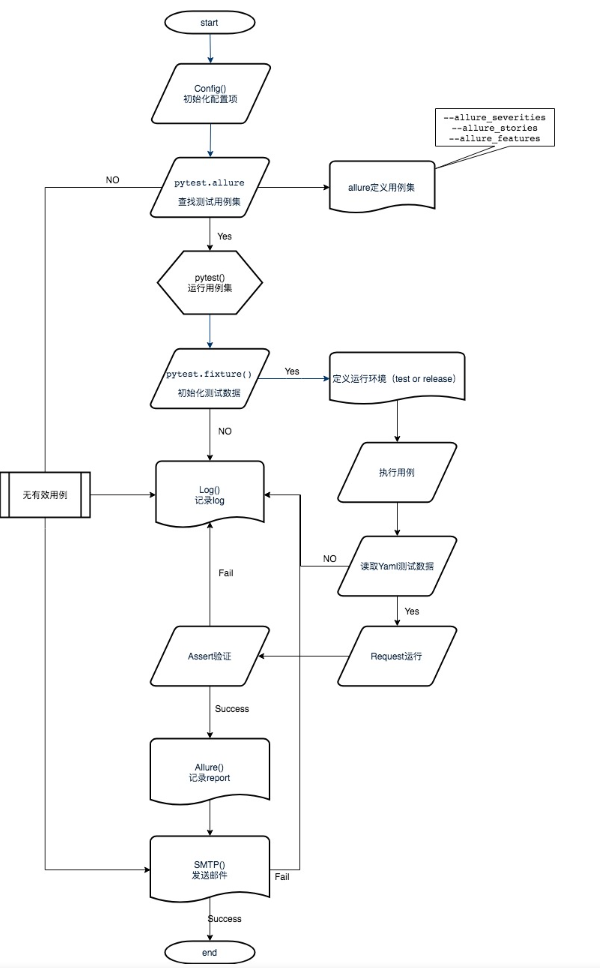 start
Config()
初始化配置项
--allure_severities
--allure_stories
--allure_features
NO
pytest.allure
查找测试用例集
allure定义用例集
Yes
pytest()
运行用例集
pytest.fixture()
初始化测试数据
Yes
定义运行环境（test or release）
NO
无有效用例
Log()
记录log
执行用例
NO
读取Yaml测试数据
Fail
Yes
Assert验证
Request运行
Success
Allure()
记录report
SMTP()
发送邮件
Fail
Success
end